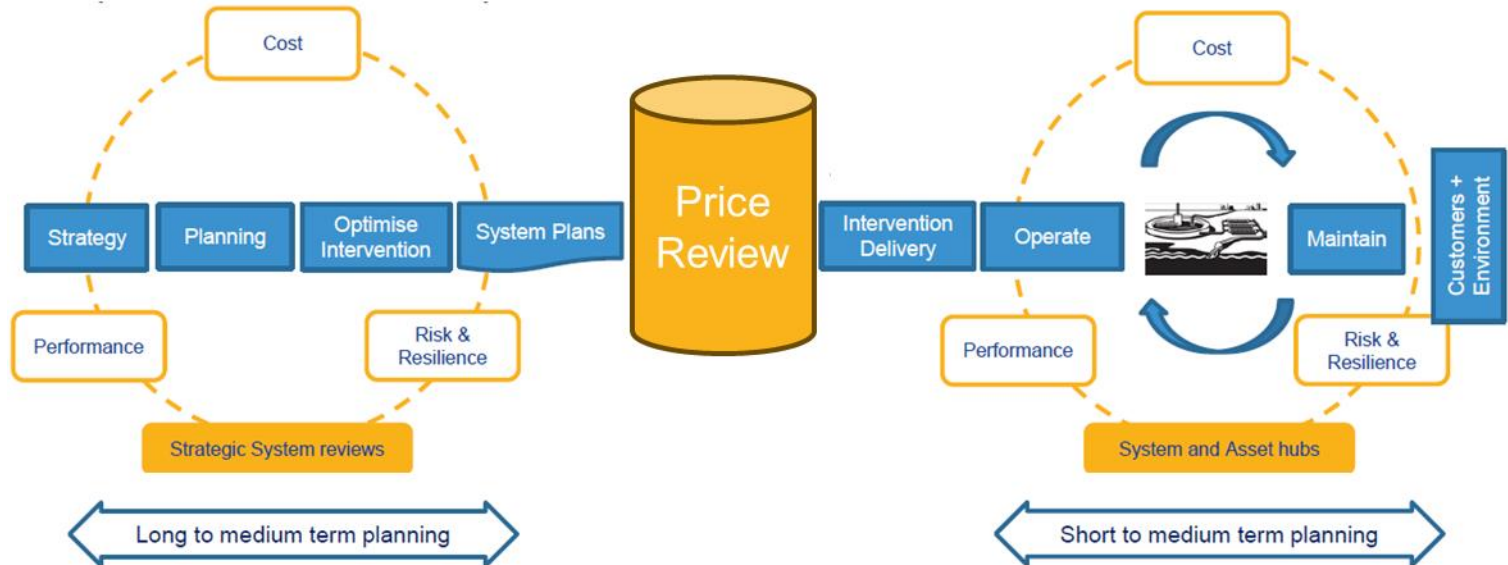 Cost
Strategy
Planning
Optimise
Intervention
System Plans
Performance
Risk &
Resilience
Strategic System reviews
Long to medium term planning
Price
Review
Cost
Intervention
Delivery
Operate
Maintain
Customers +
Environment
Performance
Risk &
Resilience
System and Asset hubs
Short to medium term planning